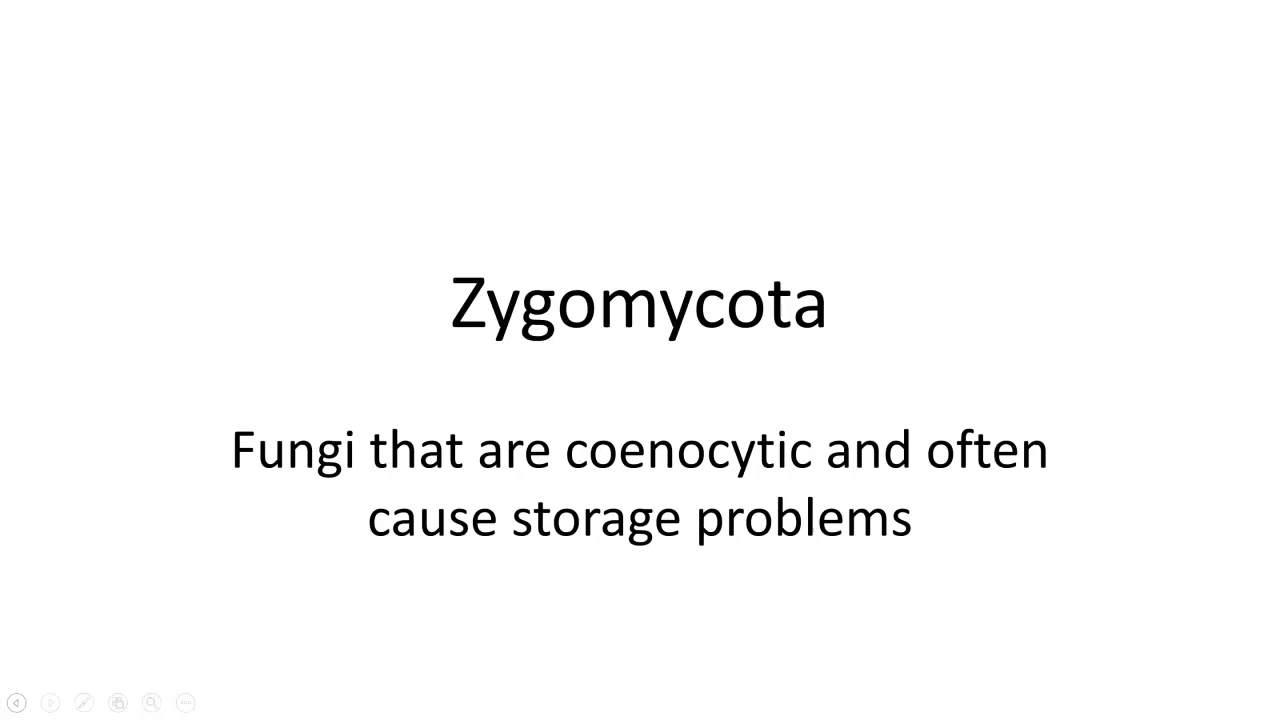 Zygomycota
Fungi that are coenocytic and often
cause storage problems